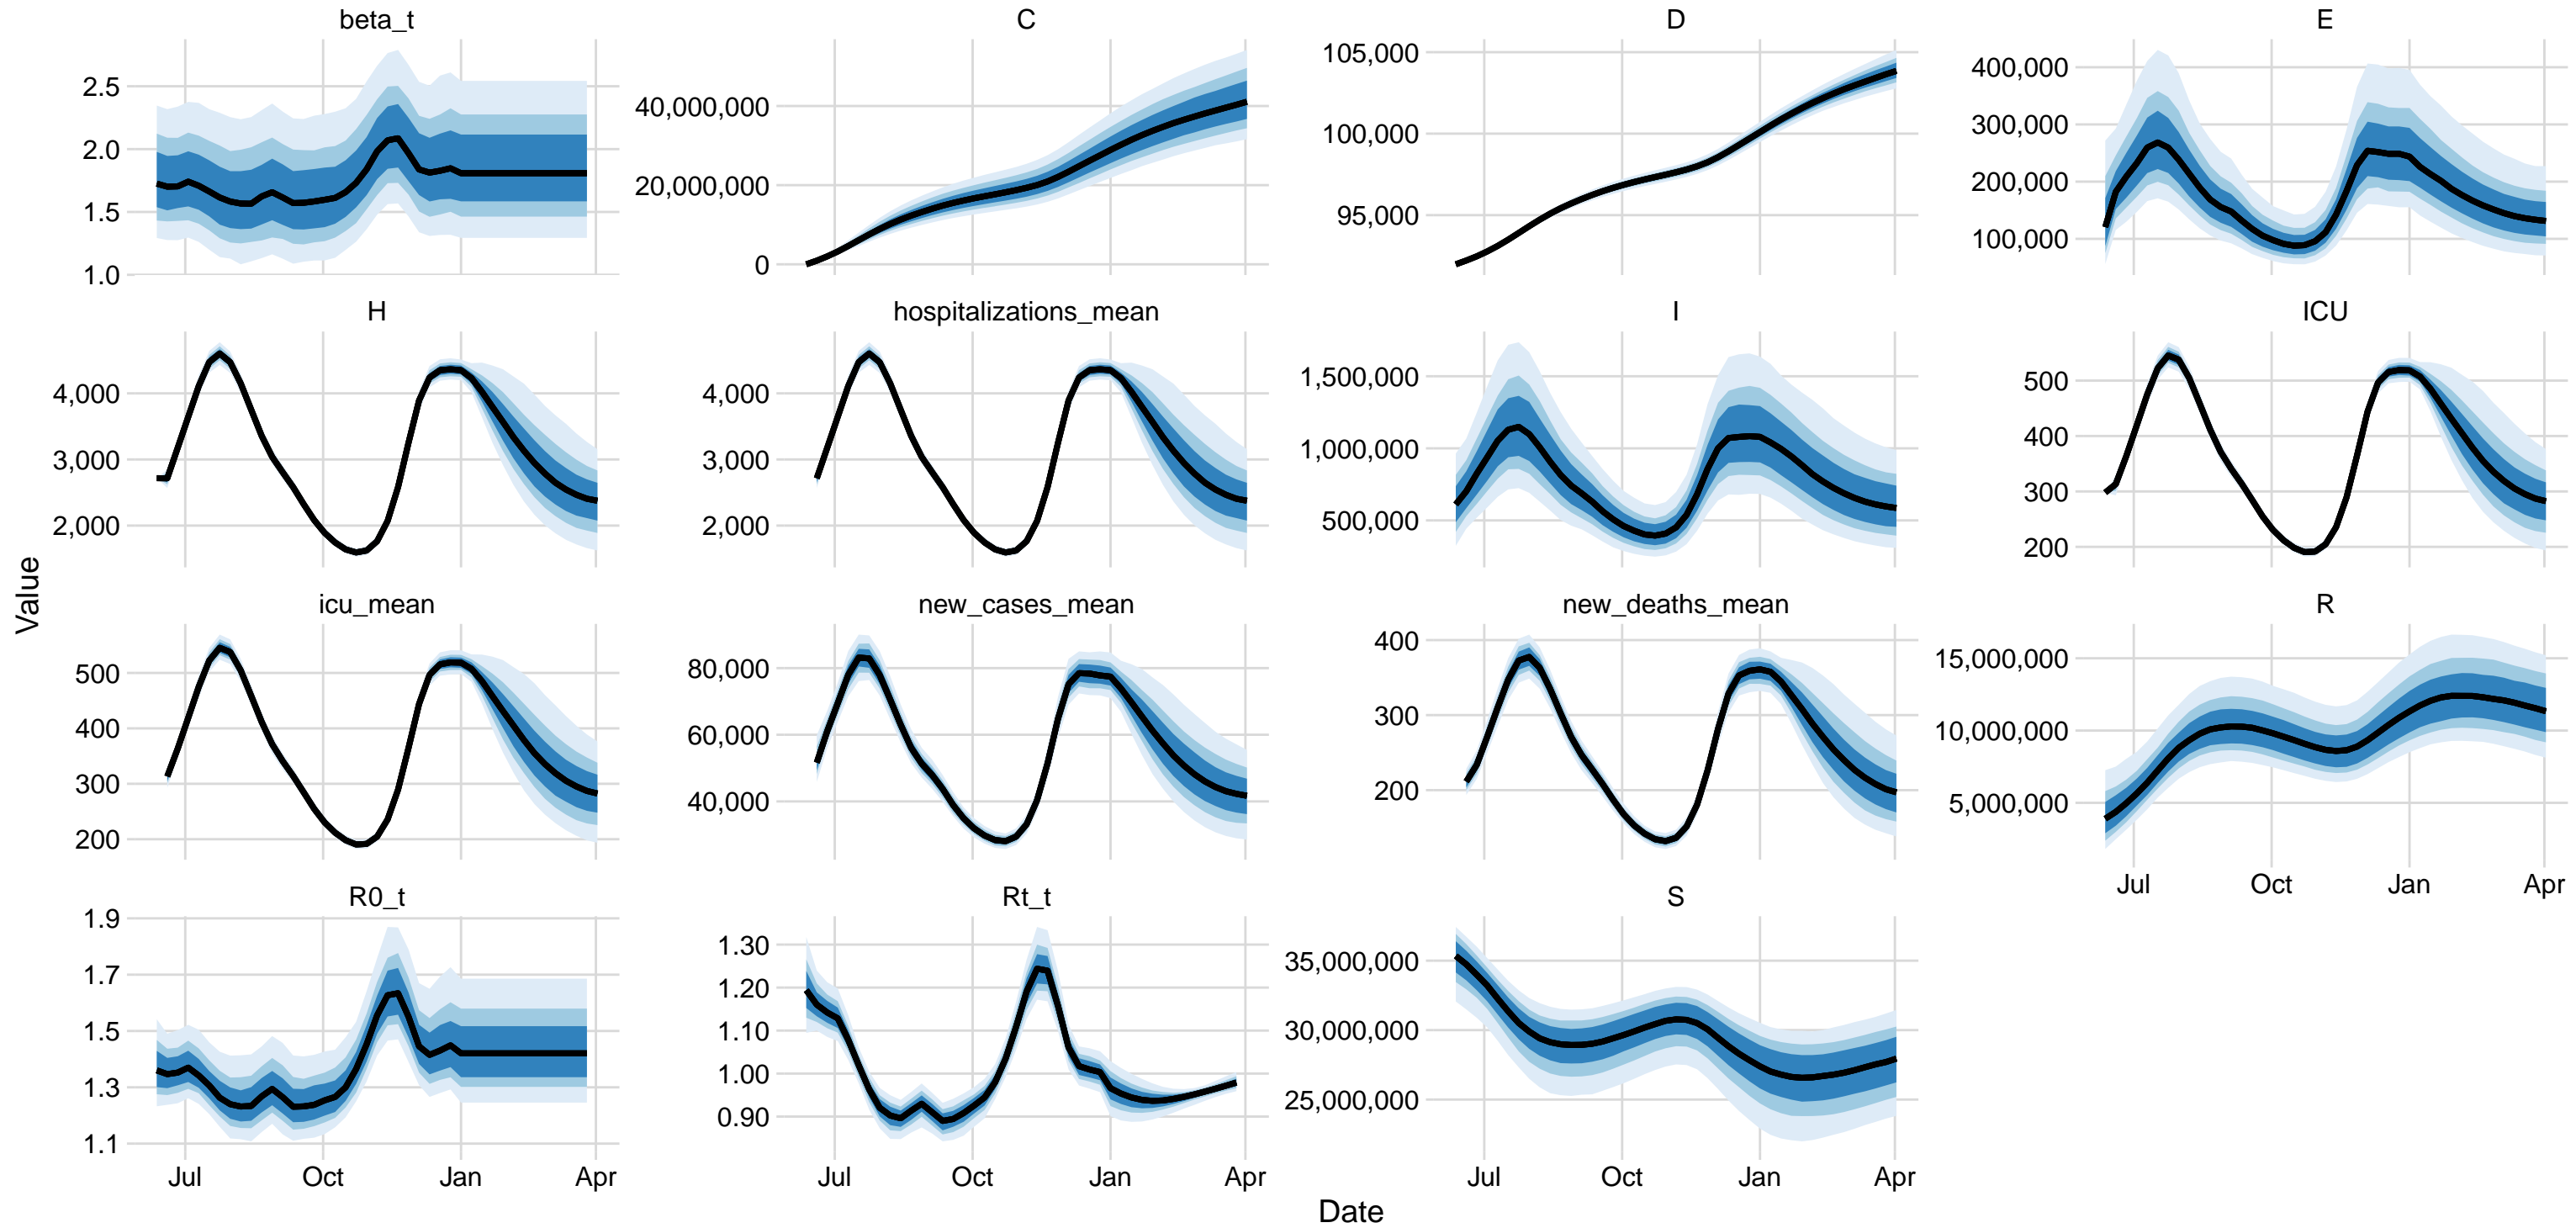 beta_t
C
D
E
2.5
2.0
1.5
1.0
40,000,000
20,000,000
0
105,000
100,000
95,000
400,000
300,000
200,000
100,000
H
hospitalizations_mean
I
ICU
4,000
3,000
2,000
4,000
3,000
2,000
1,500,000
1,000,000
500,000
500
400
300
200
Value
icu_mean
new_cases_mean
new_deaths_mean
R
500
400
300
200
80,000
60,000
40,000
400
300
200
15,000,000
10,000,000
5,000,000
Jul Oct Jan Apr
R0_t
Rt_t
S
1.9
1.7
1.5
1.3
1.1
1.30
1.20
1.10
1.00
0.90
35,000,000
30,000,000
25,000,000
Jul Oct Jan Apr
Jul Oct Jan Apr
Jul Oct Jan Apr
Date